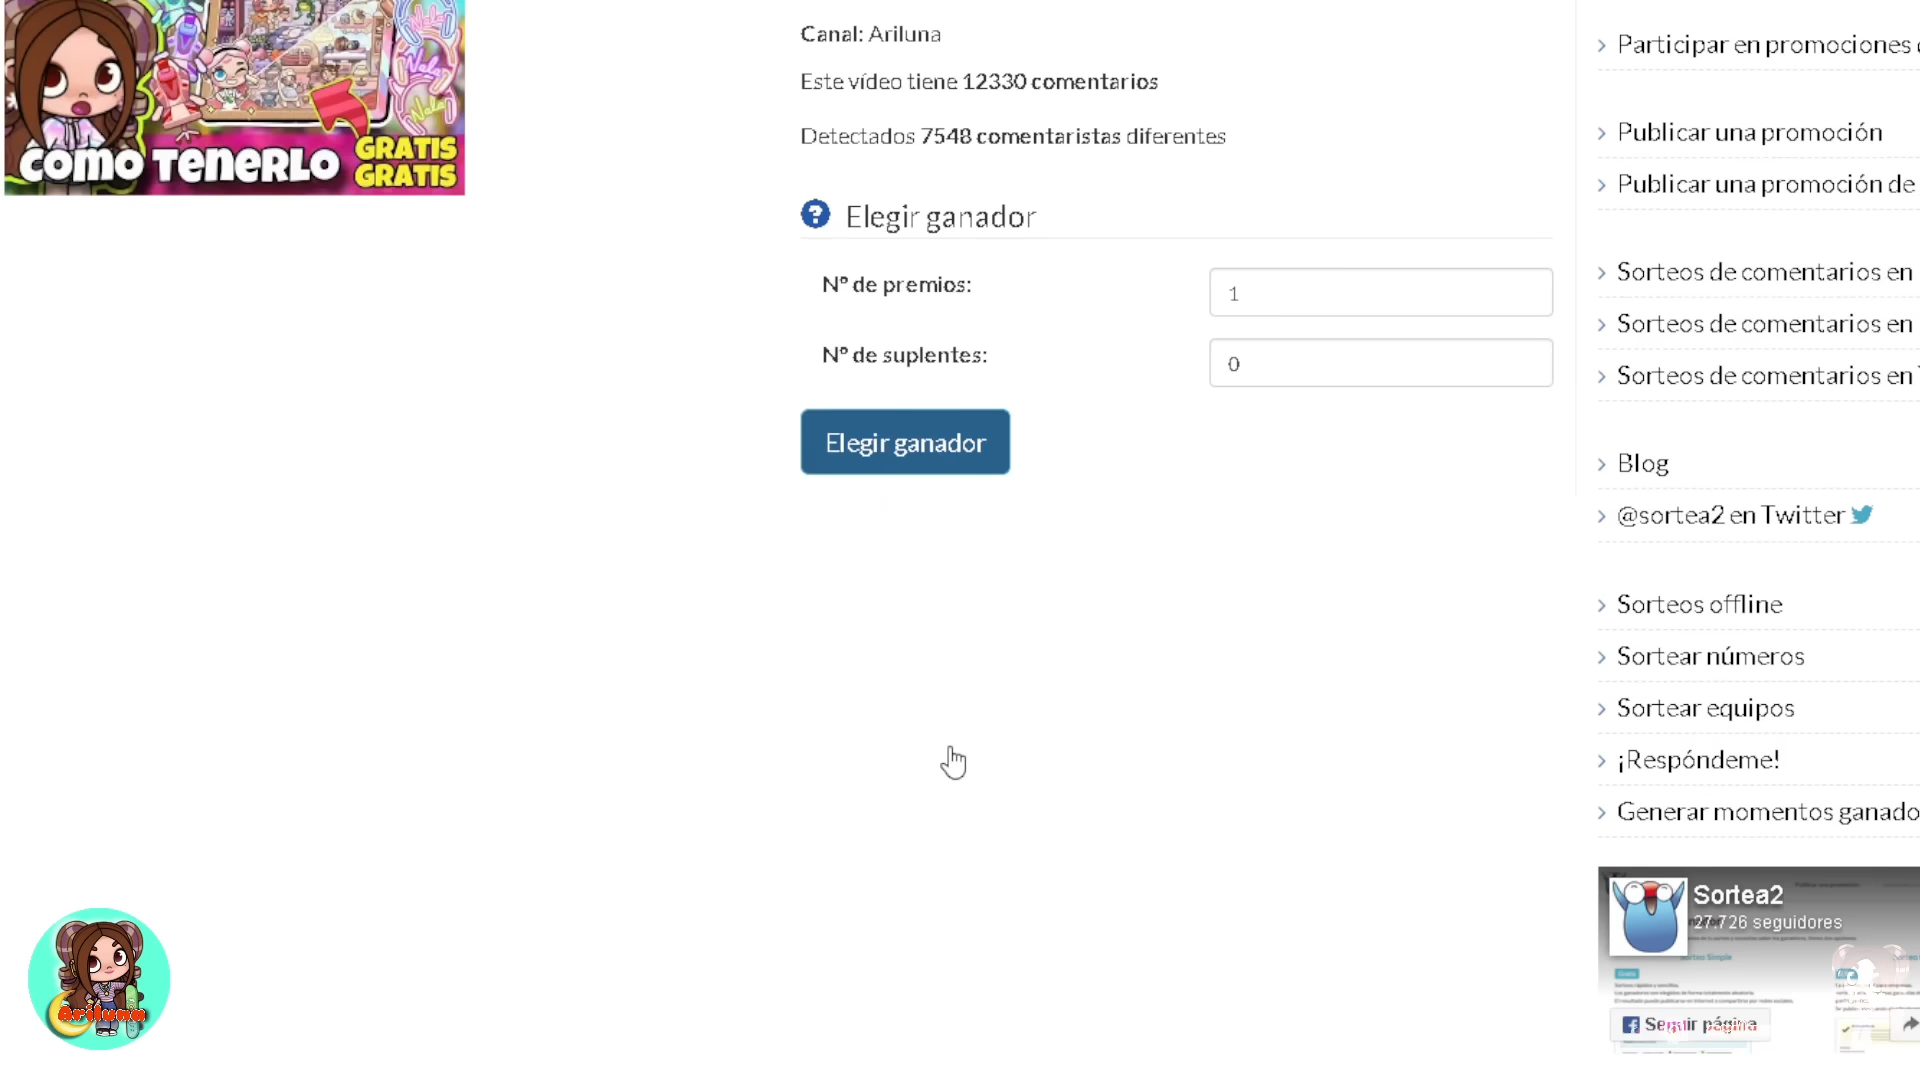 COMO TENERLO
GRATIS
GRATIS
Canal: Ariluna
Este vídeo tiene 12330 comentarios
Detectados 7548 comentaristas diferentes
Elegir ganador
Nº de premios:
1
Nº de suplentes:
0
Elegir ganador
Participar en promociones
Publicar una promoción
Publicar una promoción de
Sorteos de comentarios en
Sorteos de comentarios en
Sorteos de comentarios en
Blog
@sortea2 en Twitter
Sorteos offline
Sortear números
Sortear equipos
¡Respóndeme!
Generar momentos ganado
Sortea2
27.726 seguidores
Seguir página
Ariluna